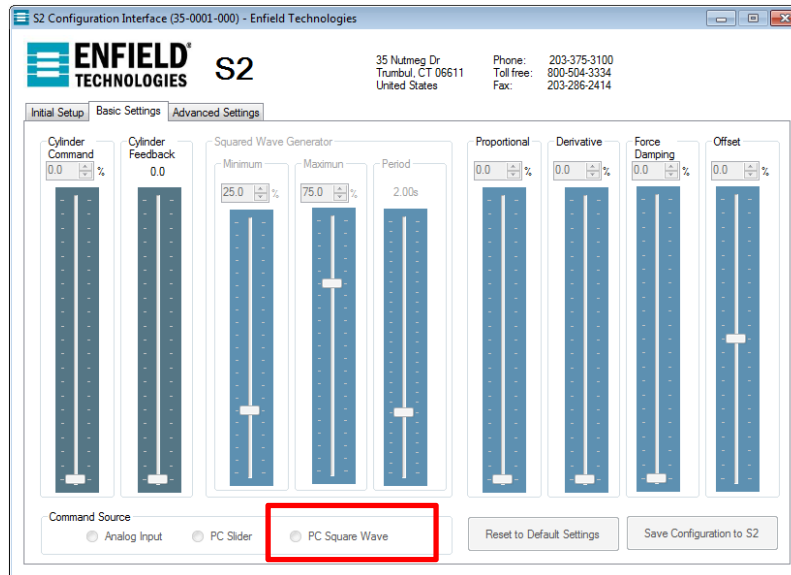 S2 Configuration Interface (35-0001-000) - Enfield Technologies
ENFIELD
TECHNOLOGIES
S2
35 Nutmeg Dr
Trumbul, CT 06611
United States
Phone: 203-375-3100
Toll free: 800-504-3334
Fax: 203-286-2414
Initial Setup Basic Settings Advanced Settings
Cylinder
Command
0.0 %
Cylinder
Feedback
0.0
Squared Wave Generator
Minimum
25.0 %
Maximun
75.0 %
Period
2.00s
Proportional
0.0 %
Derivative
0.0 %
Force
Damping
0.0 %
Offset
0.0 %
Command Source
Analog Input PC Slider PC Square Wave
Reset to Default Settings
Save Configuration to S2